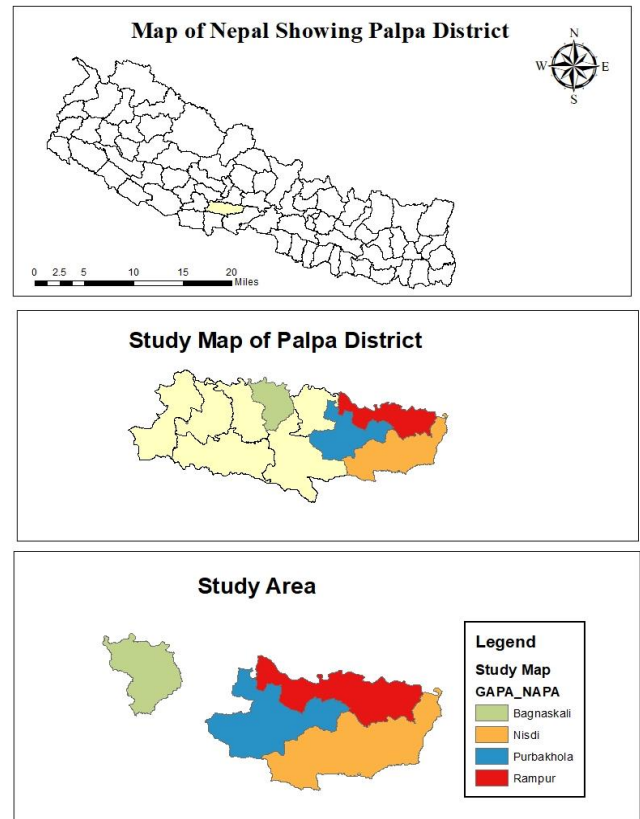 Map of Nepal Showing Palpa District
N
W E
S
0 2.5 5 10 15 20
Miles
Study Map of Palpa District
Study Area
Legend
Study Map
GAPA_NAPA
Bagnaskali
Nisdi
Purbakhola
Rampur